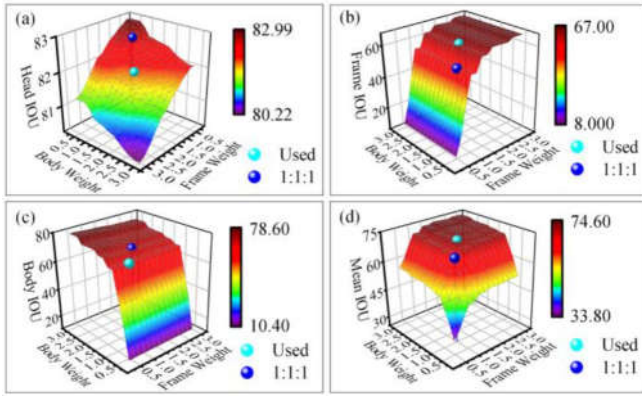 (a)
83
82
81
Head IOU
Body Weight
Frame Weight
82.99
80.22
Used
1:1:1
(b)
60
40
20
Frame IOU
Body Weight
Frame Weight
67.00
8.000
Used
1:1:1
(c)
80
60
40
20
Body IOU
Body Weight
Frame Weight
78.60
10.40
Used
1:1:1
(d)
75
60
45
30
Mean IOU
Body Weight
Frame Weight
74.60
33.80
Used
1:1:1